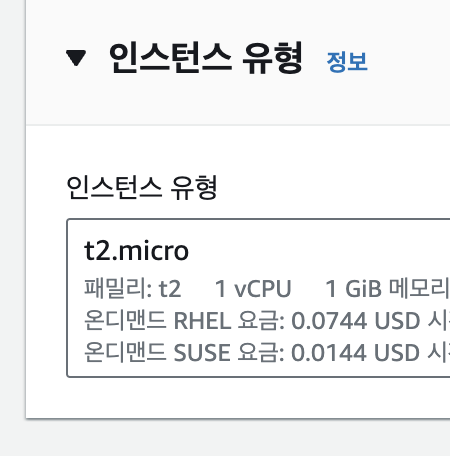 ▼ 인스턴스 유형 정보
인스턴스 유형
t2.micro
패밀리: t2 1 vCPU 1 GiB 메모리
온디맨드 RHEL 요금: 0.0744 USD 시
온디맨드 SUSE 요금: 0.0144 USD 시